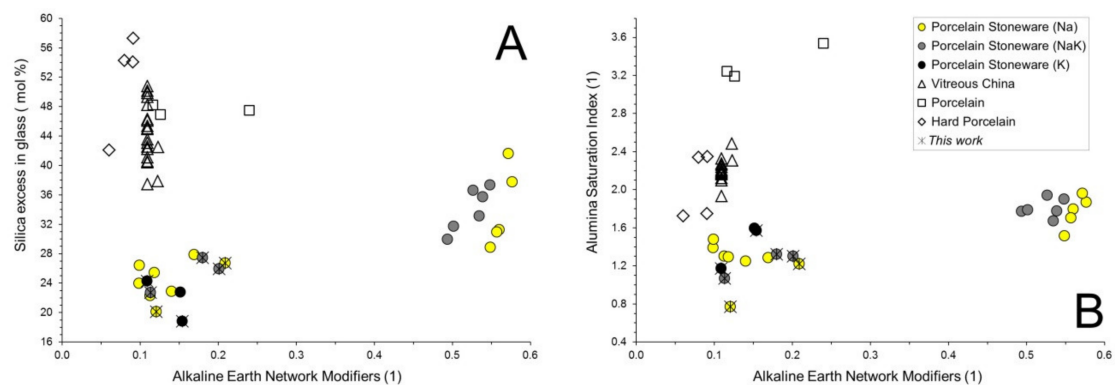 Silica excess in glass ( mol %)
60
56
52
48
44
40
36
32
28
24
20
16
0.0 0.1 0.2 0.3 0.4 0.5 0.6
Alkaline Earth Network Modifiers (1)
A
Alumina Saturation Index (1)
3.6
3.2
2.8
2.4
2.0
1.6
1.2
0.8
0.4
0.0 0.1 0.2 0.3 0.4 0.5 0.6
Alkaline Earth Network Modifiers (1)
Porcelain Stoneware (Na)
Porcelain Stoneware (NaK)
Porcelain Stoneware (K)
Vitreous China
Porcelain
Hard Porcelain
This work
B